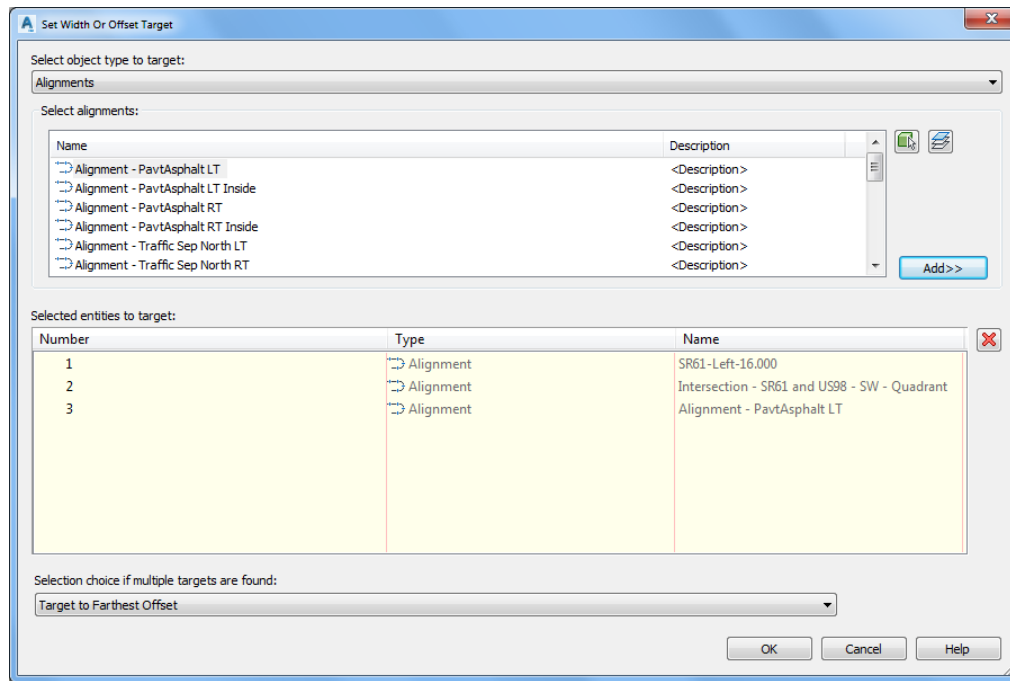 Set Width Or Offset Target
Select object type to target:
Alignments
Select alignments:
Name Description
Alignment - PavtAsphalt LT <Description>
Alignment - PavtAsphalt LT Inside <Description>
Alignment - PavtAsphalt RT <Description>
Alignment - PavtAsphalt RT Inside <Description>
Alignment - Traffic Sep North LT <Description>
Alignment - Traffic Sep North RT <Description>
Add>>
Selected entities to target:
Number Type Name
1 Alignment SR61-Left-16.000
2 Alignment Intersection - SR61 and US98 - SW - Quadrant
3 Alignment Alignment - PavtAsphalt LT
Selection choice if multiple targets are found:
Target to Farthest Offset
OK Cancel Help